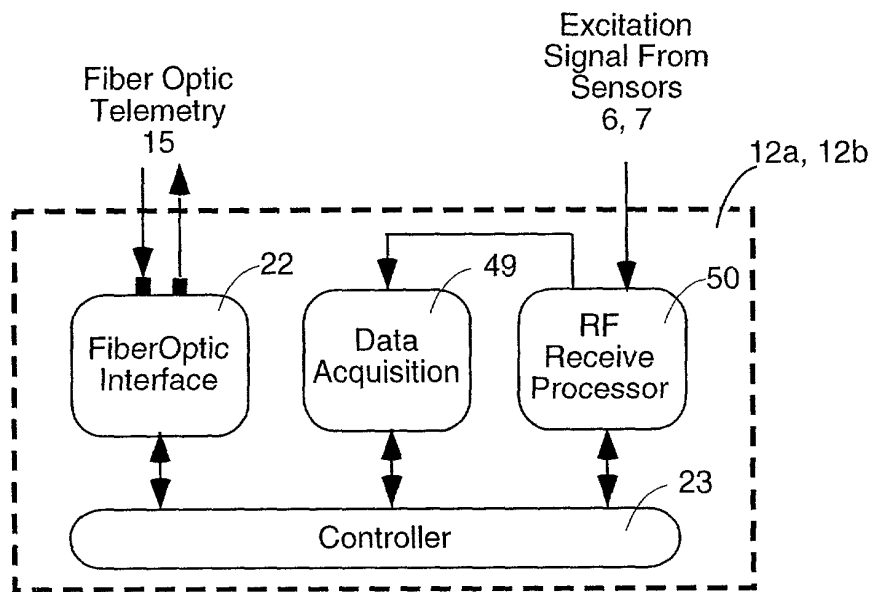 Excitation
Signal From
Sensors
6, 7
Fiber Optic
Telemetry
15
12a, 12b
22
49
50
FiberOptic
Interface
Data
Acquisition
RF
Receive
Processor
23
Controller